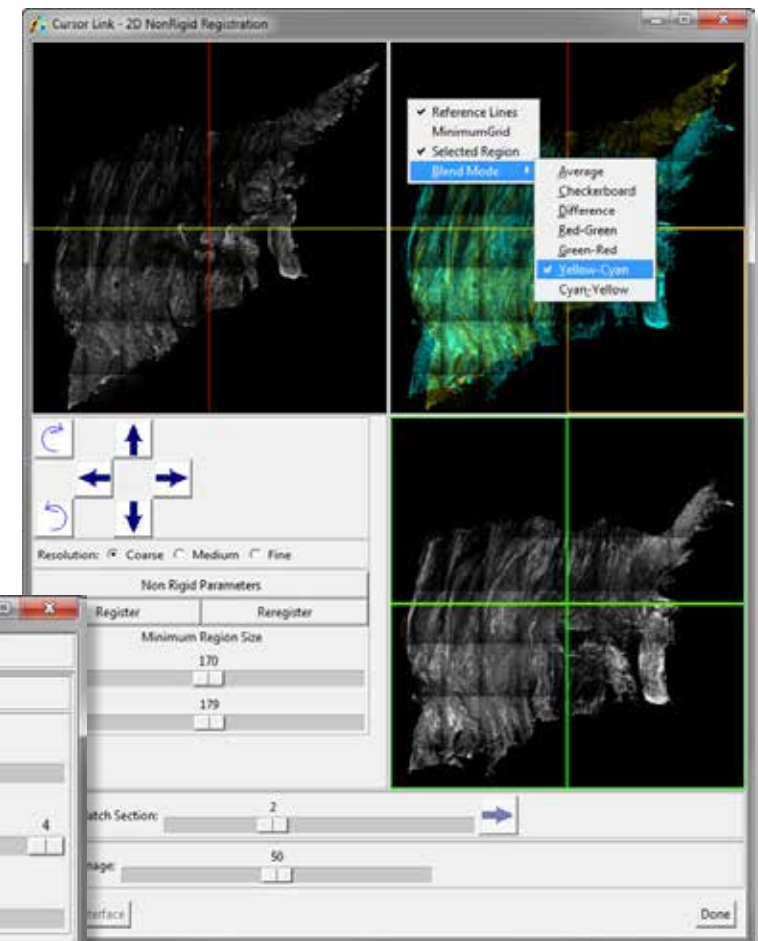 Cursor Link - 2D NonRigid Registration
Reference Lines
MinimumGrid
Selected Region
Blend Mode
Average
Checkerboard
Difference
Red-Green
Green-Red
Yellow-Cyan
Cyan-Yellow
Resolution: Coarse Medium Fine
Non Rigid Parameters
Register Reregister
Minimum Region Size
170
179
4
atch Section: 2
nage: 50
terface Done